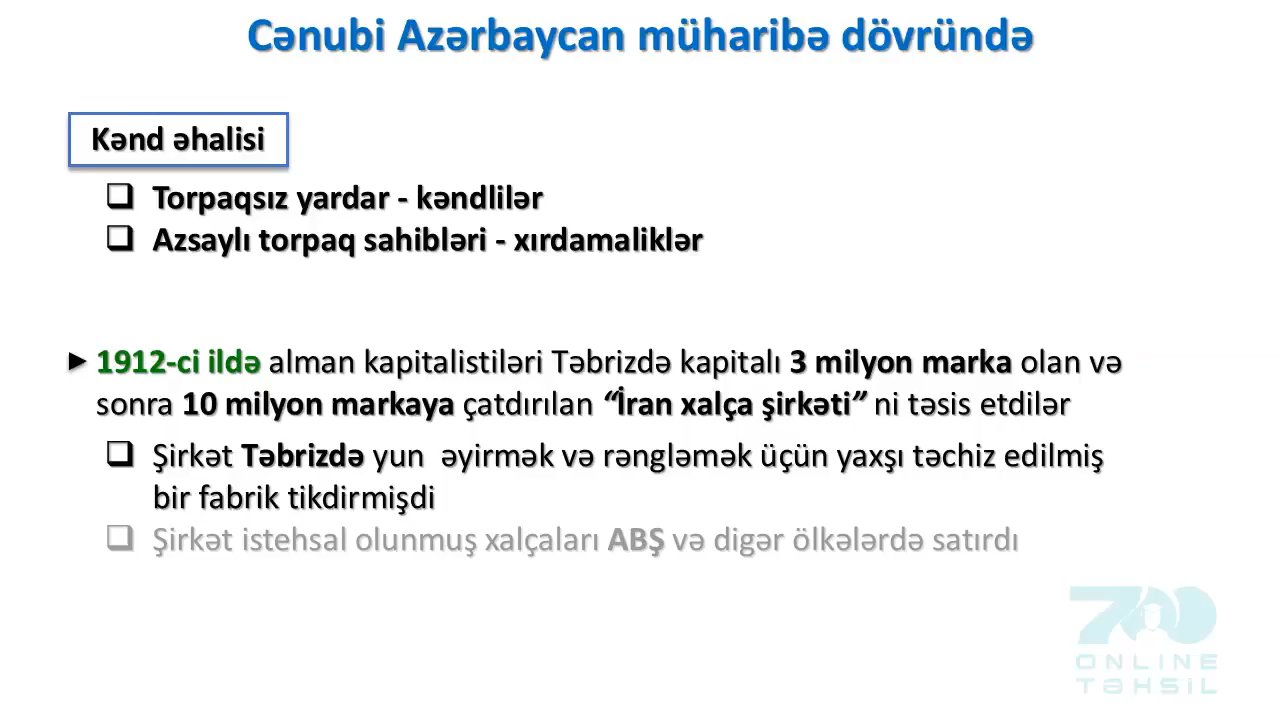 Cənubi Azərbaycan müharibə dövründə
Kənd əhalisi
❑ Torpaqsız yardar - kəndlilər
❑ Azsaylı torpaq sahibləri - xırdamaliklər
► 1912-ci ildə alman kapitalistiləri Təbrizdə kapitalı 3 milyon marka olan və
sonra 10 milyon markaya çatdırılan “İran xalça şirkəti” ni təsis etdilər
❑ Şirkət Təbrizdə yun əyirmək və rəngləmək üçün yaxşı təchiz edilmiş
bir fabrik tikdirmişdi
❑ Şirkət istehsal olunmuş xalçaları ABŞ və digər ölkələrdə satırdı
700
ONLINE
TƏHSIL